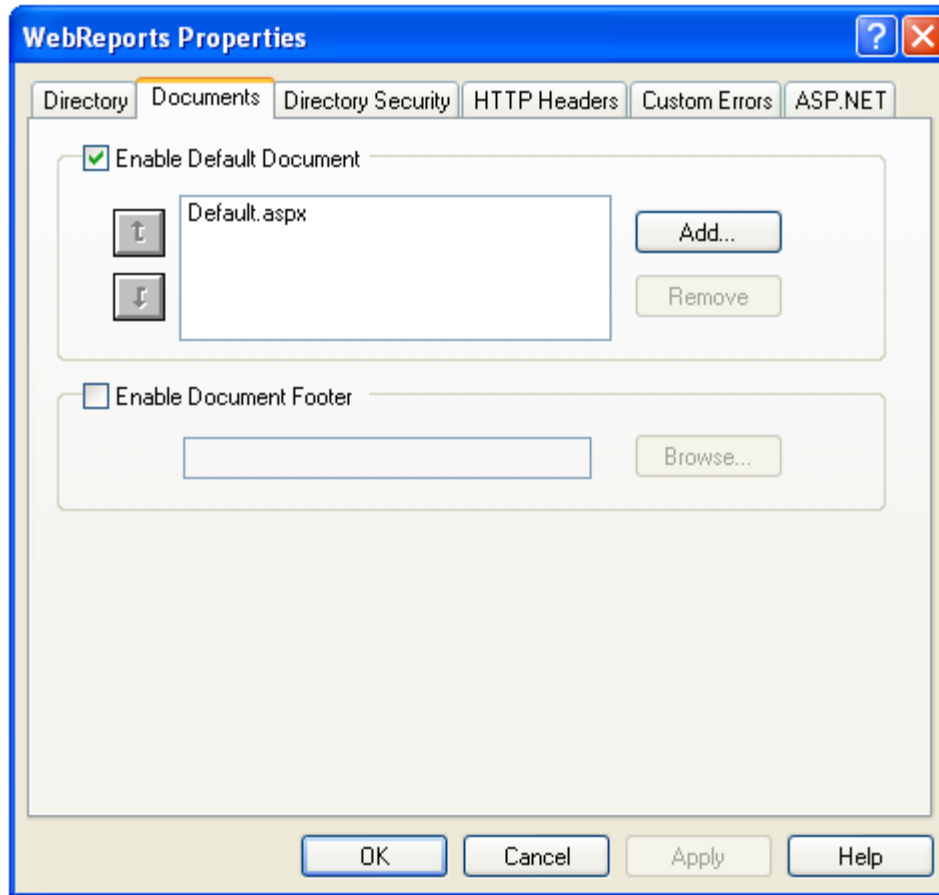 WebReports Properties
Directory Documents Directory Security HTTP Headers Custom Errors ASP.NET
Enable Default Document
Default.aspx
Add...
Remove
Enable Document Footer
Browse...
OK Cancel Apply Help